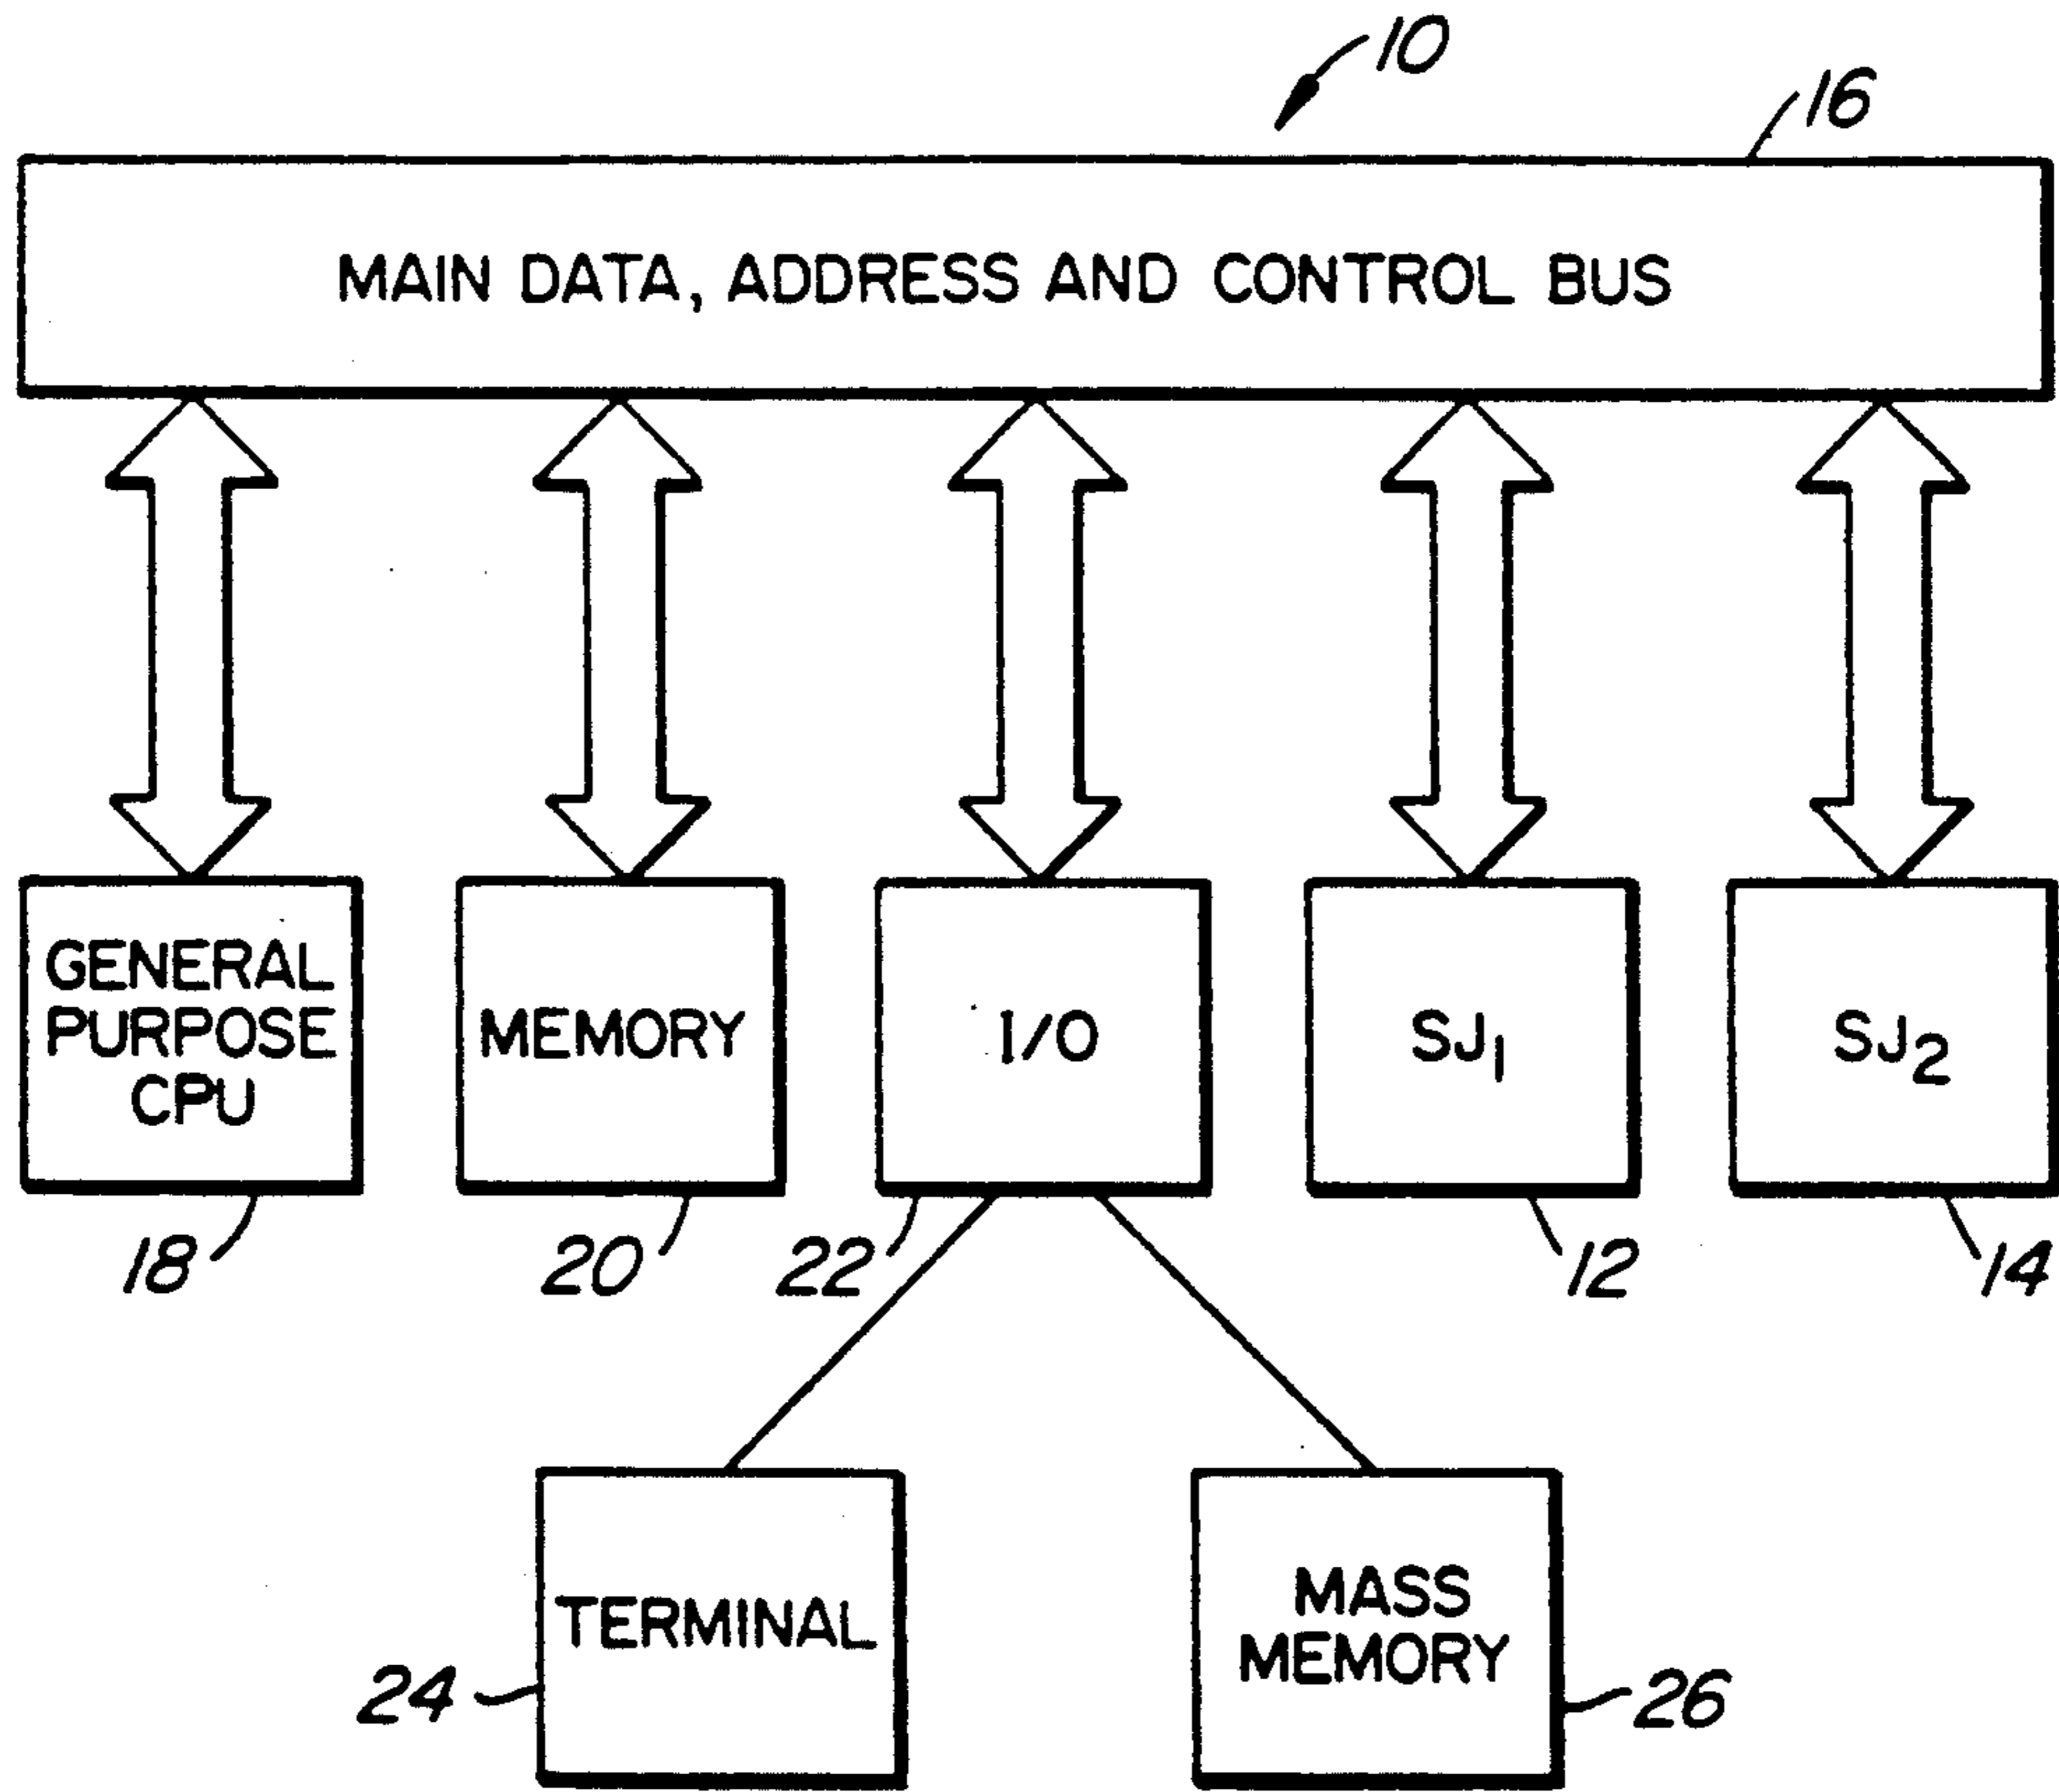 10
16
MAIN DATA, ADDRESS AND CONTROL BUS
GENERAL
PURPOSE
CPU
MEMORY
I/O
SJ1
SJ2
18
20
22
12
14
TERMINAL
MASS
MEMORY
24
26